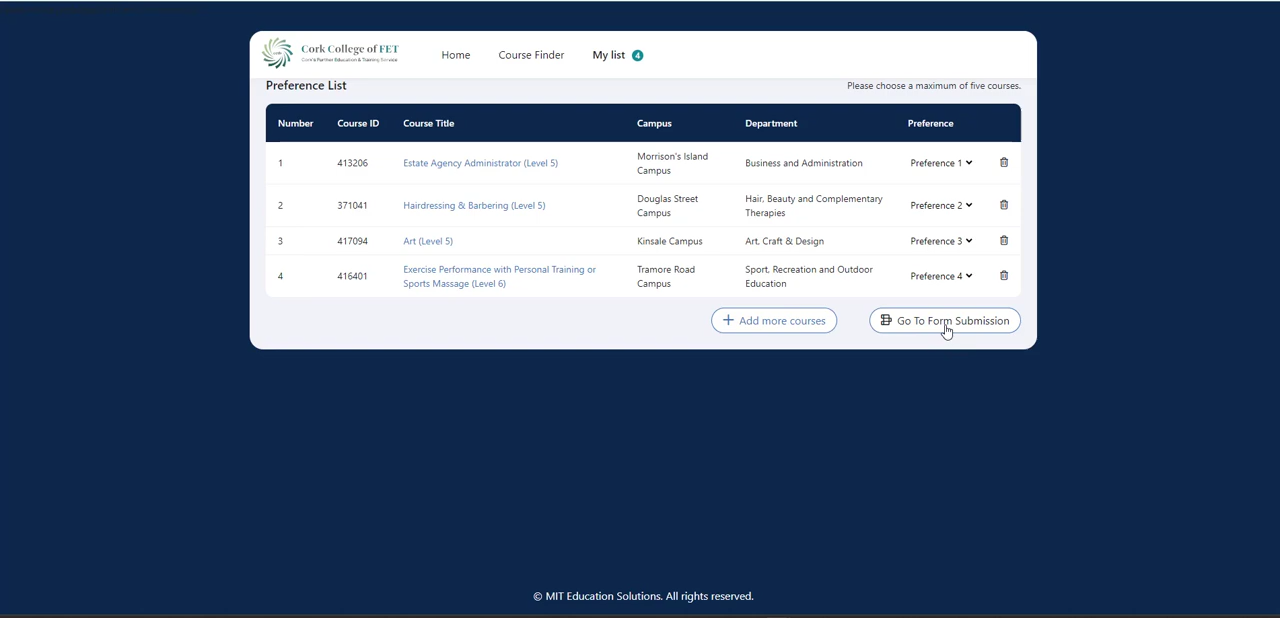 Cork College of FET
Cork's Further Education & Training Service
Home
Course Finder
My list 4
Preference List
Please choose a maximum of five courses.
Number Course ID Course Title Campus Department Preference
1 413206 Estate Agency Administrator (Level 5) Morrison's Island Business and Administration Preference 1
Campus
2 371041 Hairdressing & Barbering (Level 5) Douglas Street Hair, Beauty and Complementary Preference 2
Campus Therapies
3 417094 Art (Level 5) Kinsale Campus Art, Craft & Design Preference 3
4 416401 Exercise Performance with Personal Training or Tramore Road Sport, Recreation and Outdoor Preference 4
Sports Massage (Level 6) Campus Education
+ Add more courses
Go To Form Submission
© MIT Education Solutions. All rights reserved.